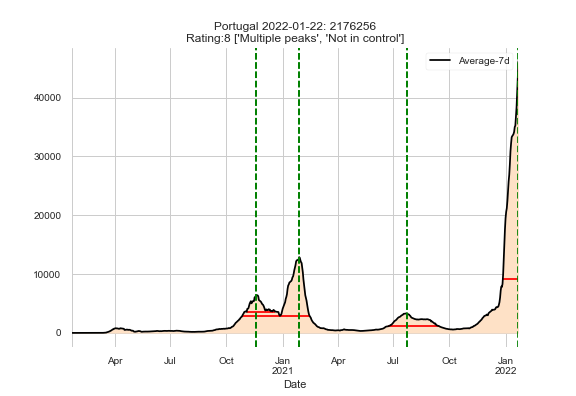 Portugal 2022-01-22: 2176256
Rating:8 ['Multiple peaks', 'Not in control']
Average-7d
40000
30000
20000
10000
0
Apr Jul Oct Jan Apr Jul Oct Jan
2021 2022
Date